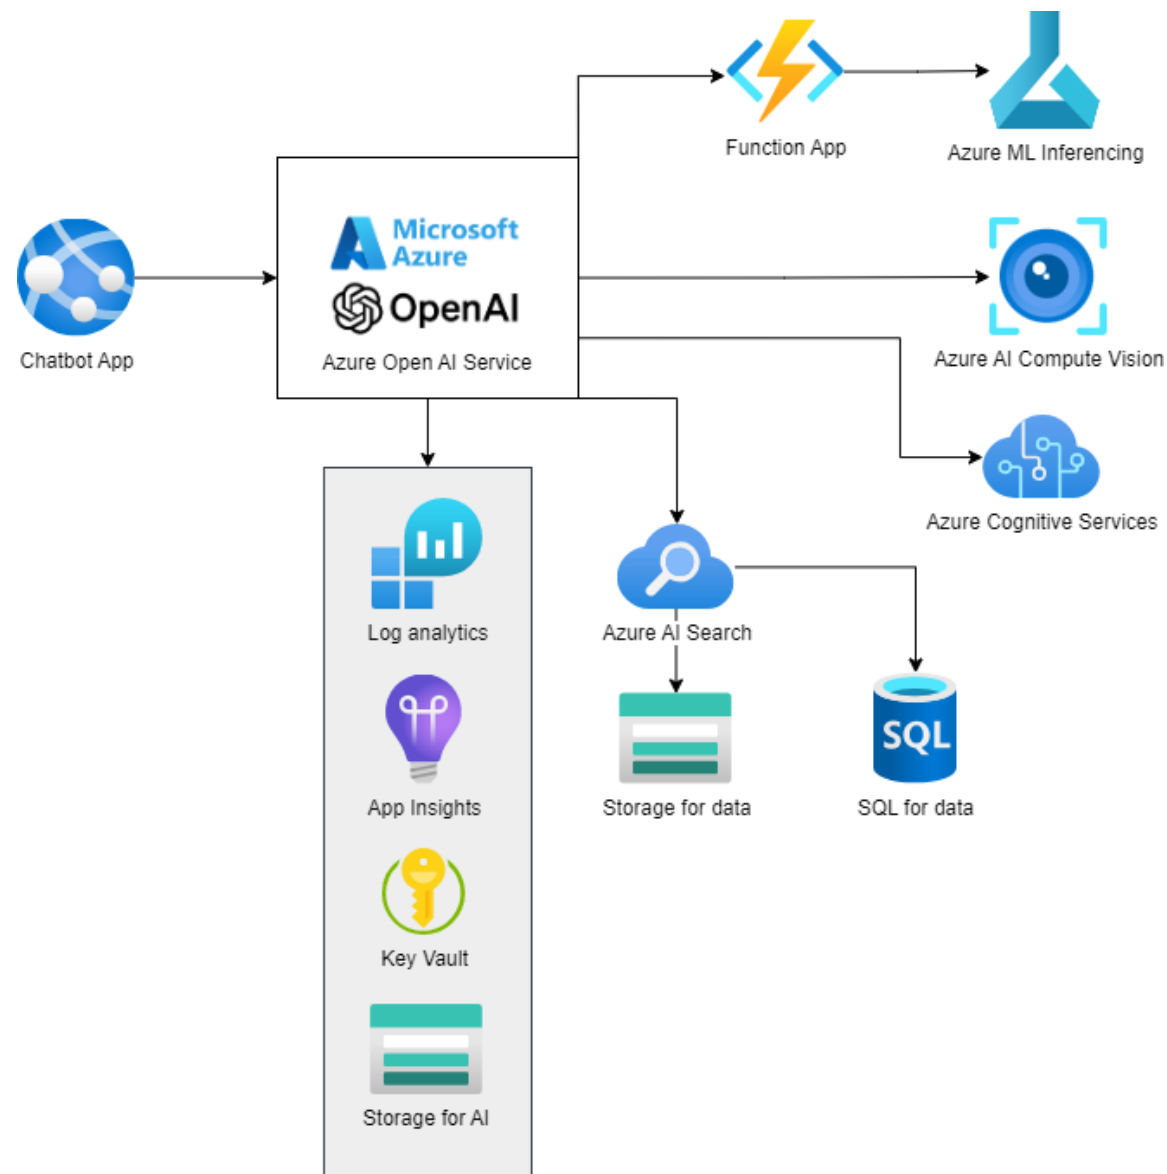 Function App
Azure ML Inferencing
Microsoft
Azure
OpenAI
Azure Open AI Service
Chatbot App
Azure AI Compute Vision
Azure Cognitive Services
Log analytics
Azure AI Search
SQL
App Insights
Storage for data
SQL for data
Key Vault
Storage for AI